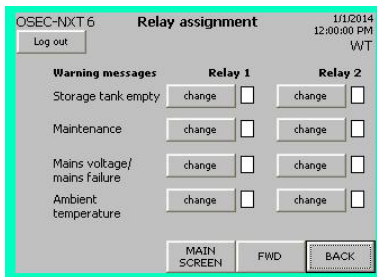 OSEC-NXT 6 Relay assignment 1/1/2014
12:00:00 PM
Log out WT
Warning messages Relay 1 Relay 2
Storage tank empty change change
Maintenance change change
Mains voltage/
mains failure change change
Ambient
temperature change change
MAIN
SCREEN FWD BACK